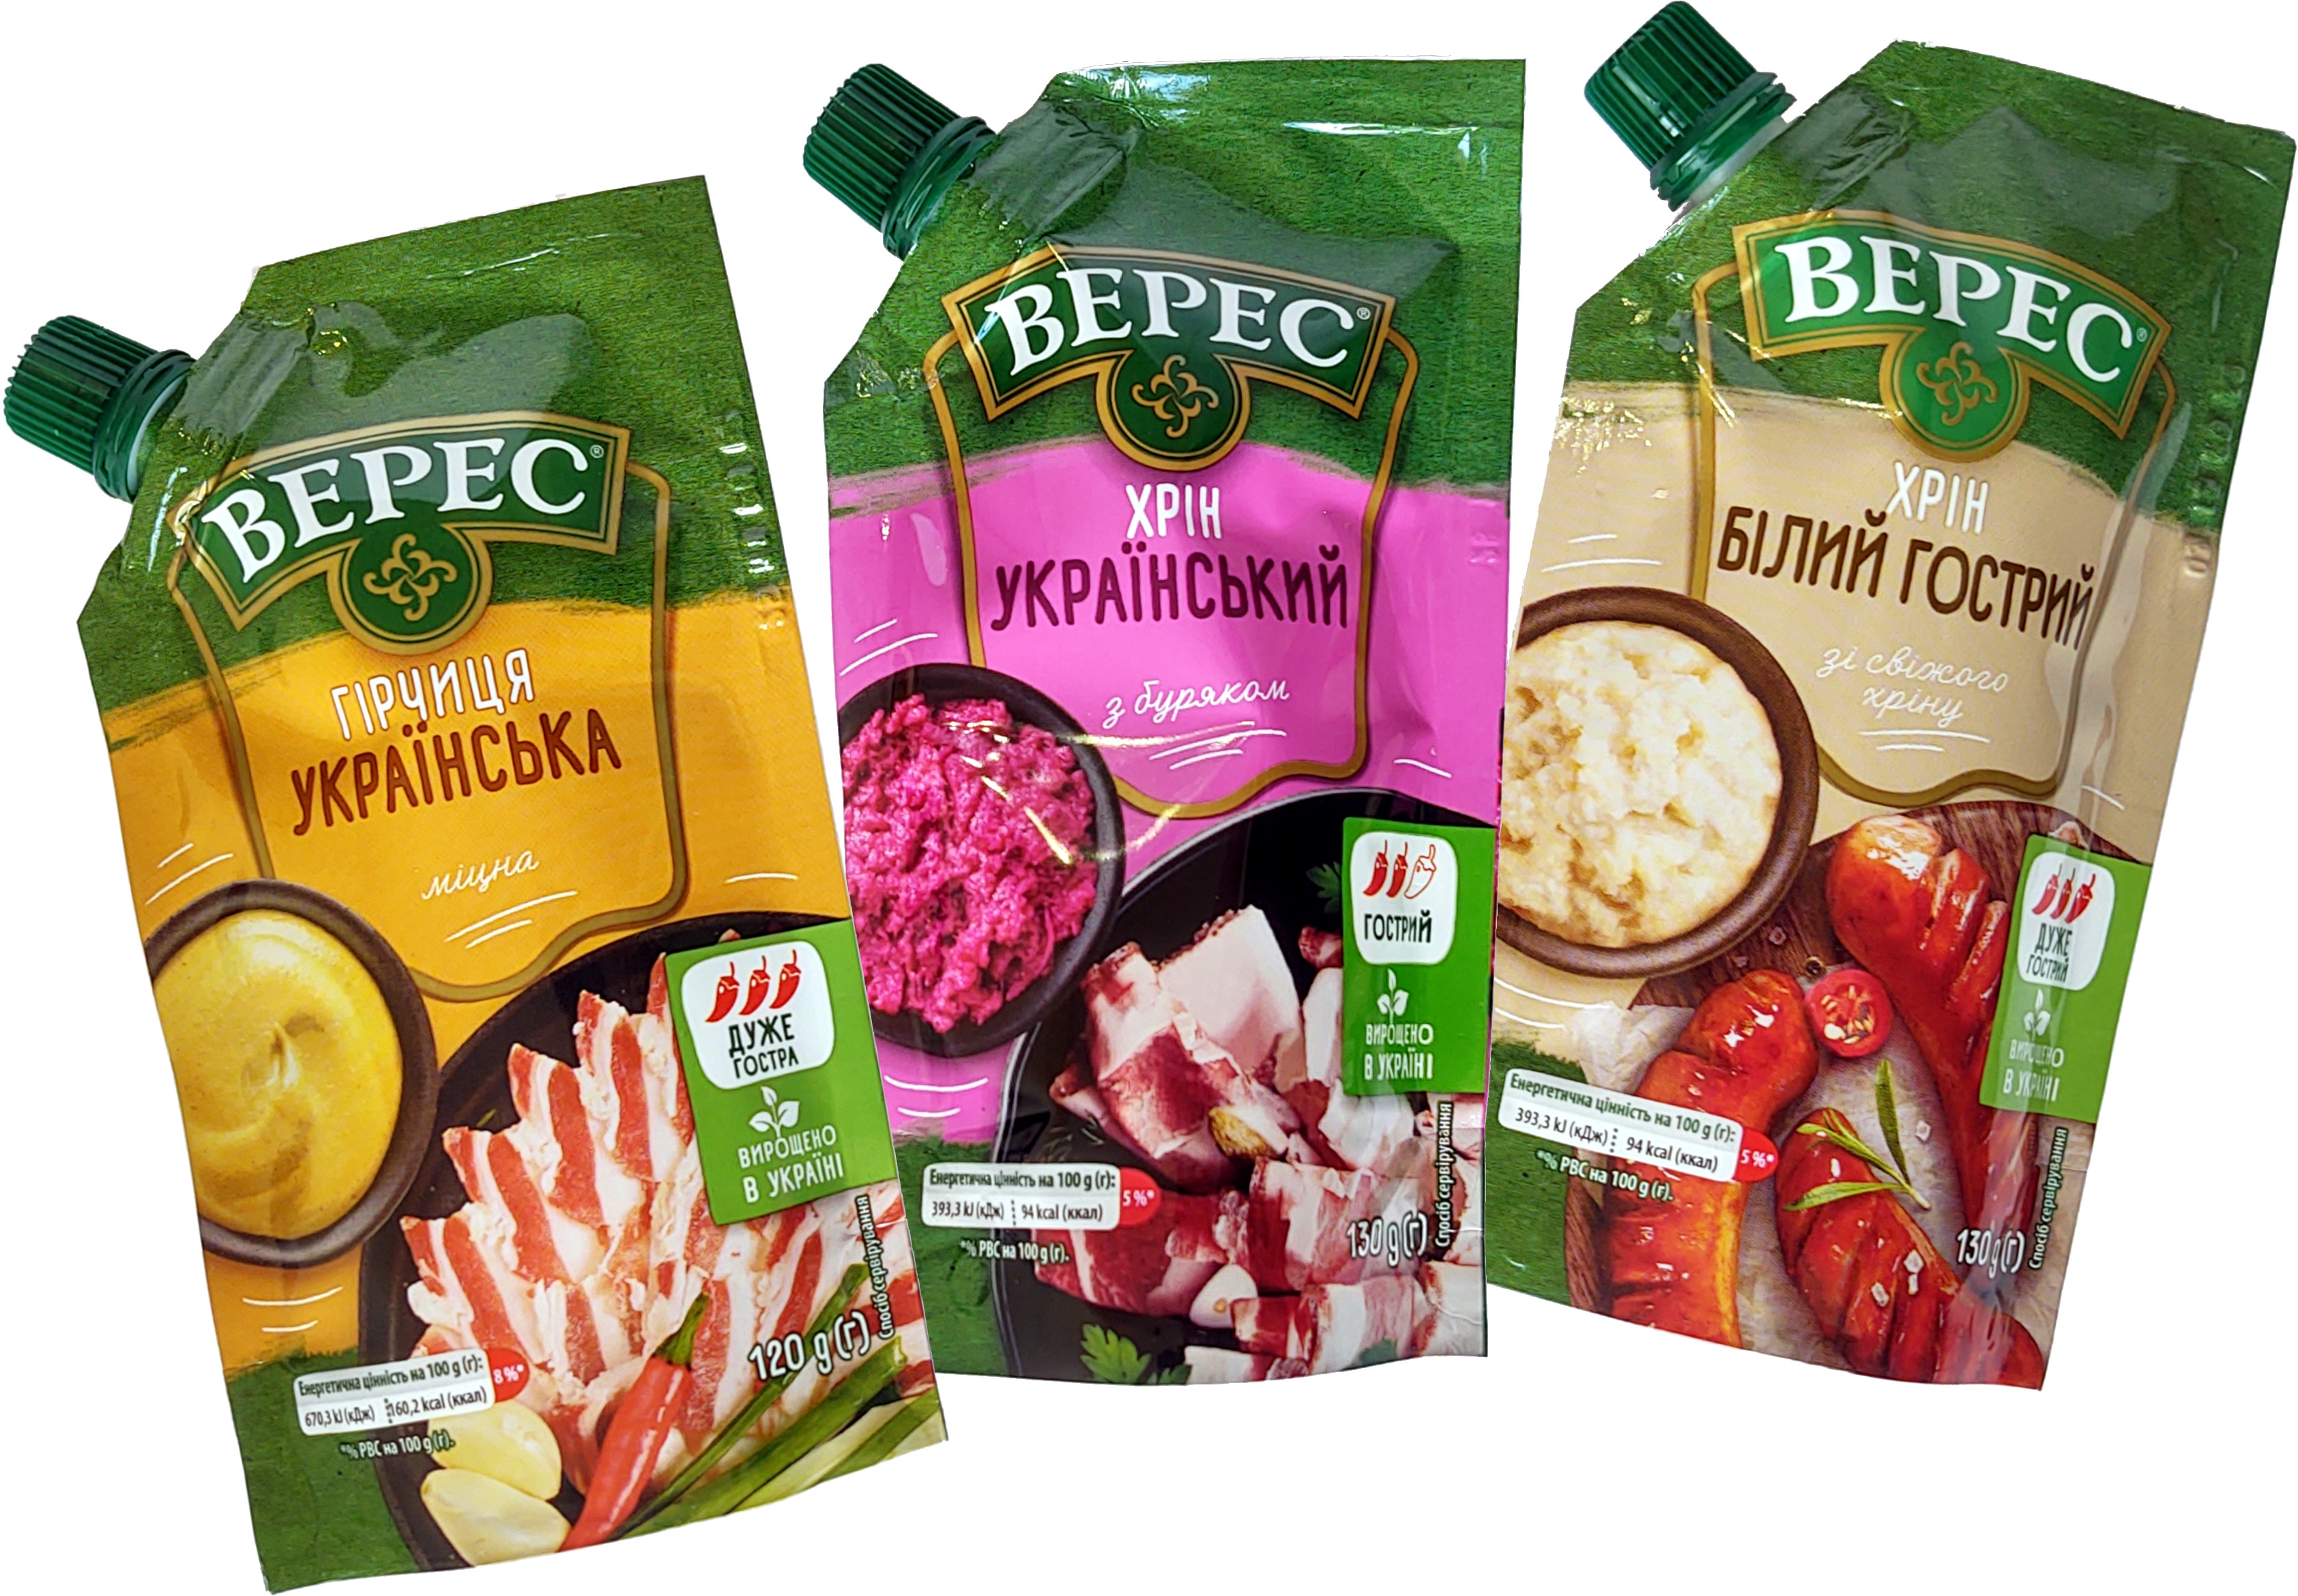 ВЕРЕС®
ГІРЧИЦЯ
УКРАЇНСЬКА
міцна
ДУЖЕ
ГОСТРА
ВИРОЩЕНО
В УКРАЇНІ
Спосіб сервірування
120 g (г)
Енергетична цінність на 100 g (г):
670,3 kJ (кДж) 160,2 kcal (ккал) 8 %*
*% РВС на 100 g (г).
ВЕРЕС®
ХРІН
УКРАЇНСЬКИЙ
з буряком
ГОСТРИЙ
ВИРОЩЕНО
В УКРАЇНІ
Спосіб сервірування
Енергетична цінність на 100 g (г):
393,3 kJ (кДж) 94 kcal (ккал) 5 %*
*% РВС на 100 g (г).
130 g (г)
ВЕРЕС®
ХРІН
БІЛИЙ ГОСТРИЙ
зі свіжого
хріну
ДУЖЕ
ГОСТРИЙ
ВИРОЩЕНО
В УКРАЇНІ
Енергетична цінність на 100 g (г):
393,3 kJ (кДж) 94 kcal (ккал) 5 %*
*% РВС на 100 g (г).
130 g (г)
Спосіб сервірування